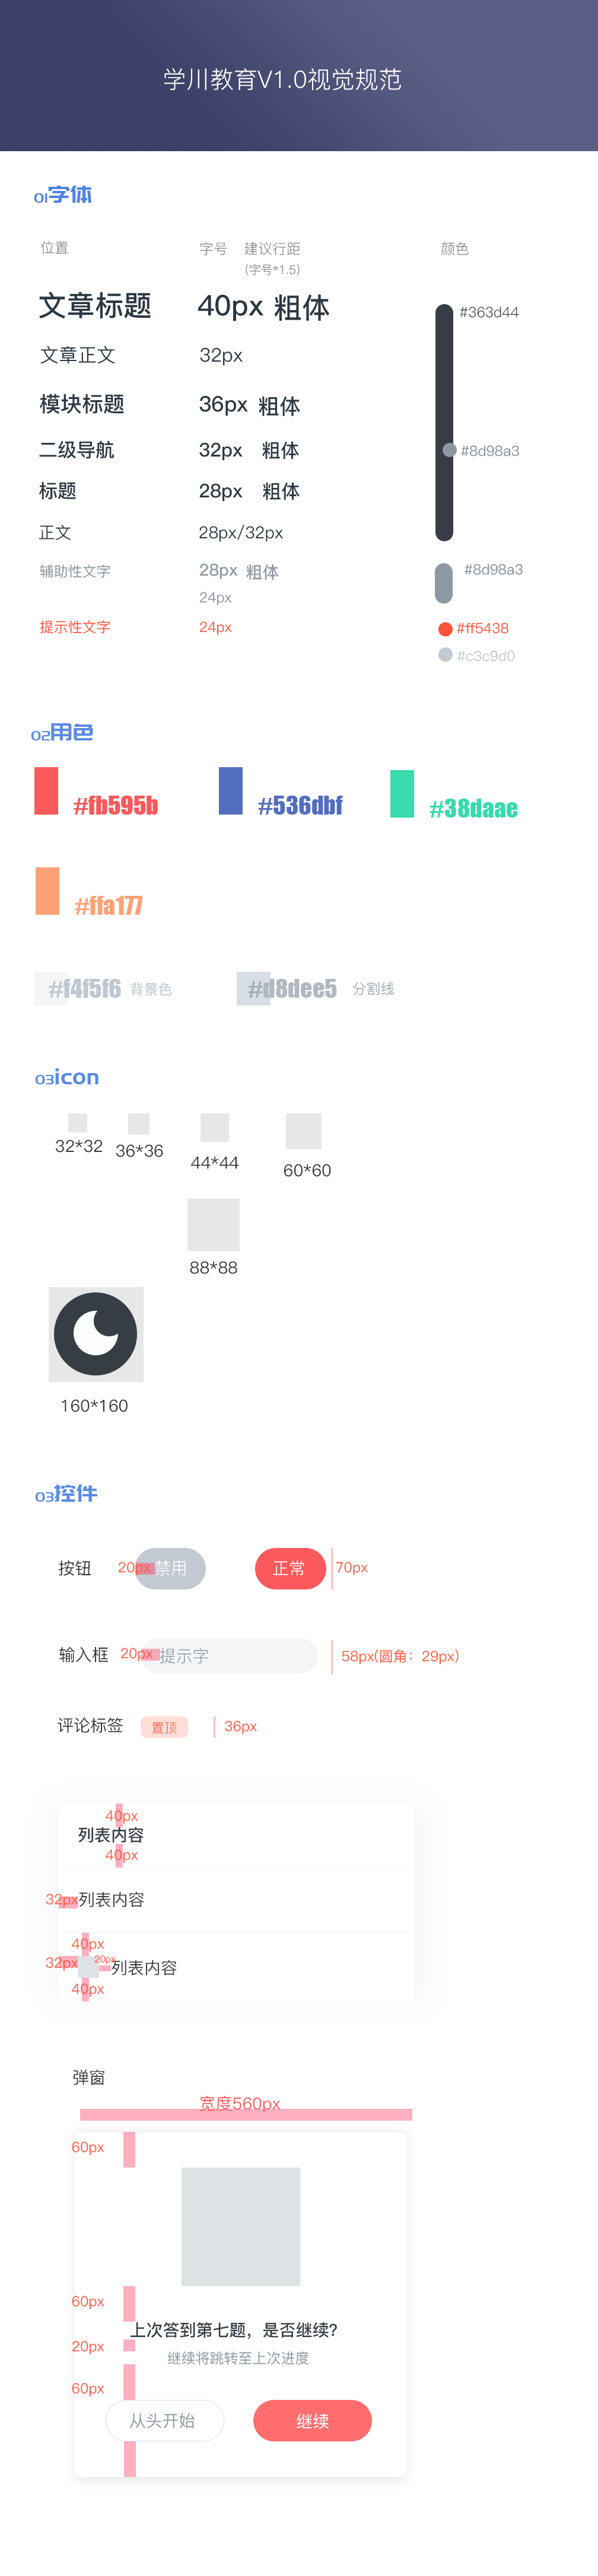 学川教育V1.0视觉规范
01字体
位置 字号 建议行距 颜色
(字号*1.5)
文章标题 40px 粗体 #363d44
文章正文 32px
模块标题 36px 粗体
二级导航 32px 粗体 #8d98a3
标题 28px 粗体
正文 28px/32px
辅助性文字 28px 粗体 #8d98a3
24px
提示性文字 24px #ff5438
#c3c9d0
02用色
#fb595b #536dbf #38daae
#ffa177
#f4f5f6 背景色 #d8dee5 分割线
03icon
32*32 36*36 44*44 60*60
88*88
160*160
03控件
按钮 20px 禁用 正常 70px
输入框 20px 提示字 58px(圆角：29px)
评论标签 置顶 36px
40px
列表内容
40px
32px 列表内容
40px
32px 20px 列表内容
40px
弹窗
宽度560px
60px
60px
上次答到第七题，是否继续?
20px
继续将跳转至上次进度
60px
从头开始 继续